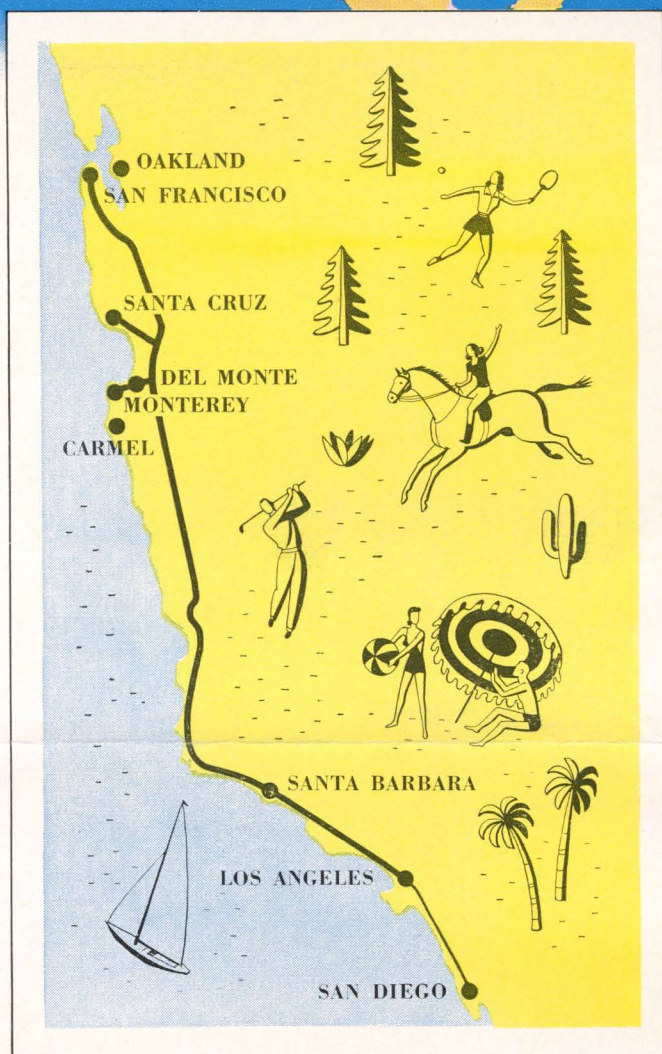 OAKLAND
SAN FRANCISCO
SANTA CRUZ
DEL MONTE
MONTEREY
CARMEL
SANTA BARBARA
LOS ANGELES
SAN DIEGO